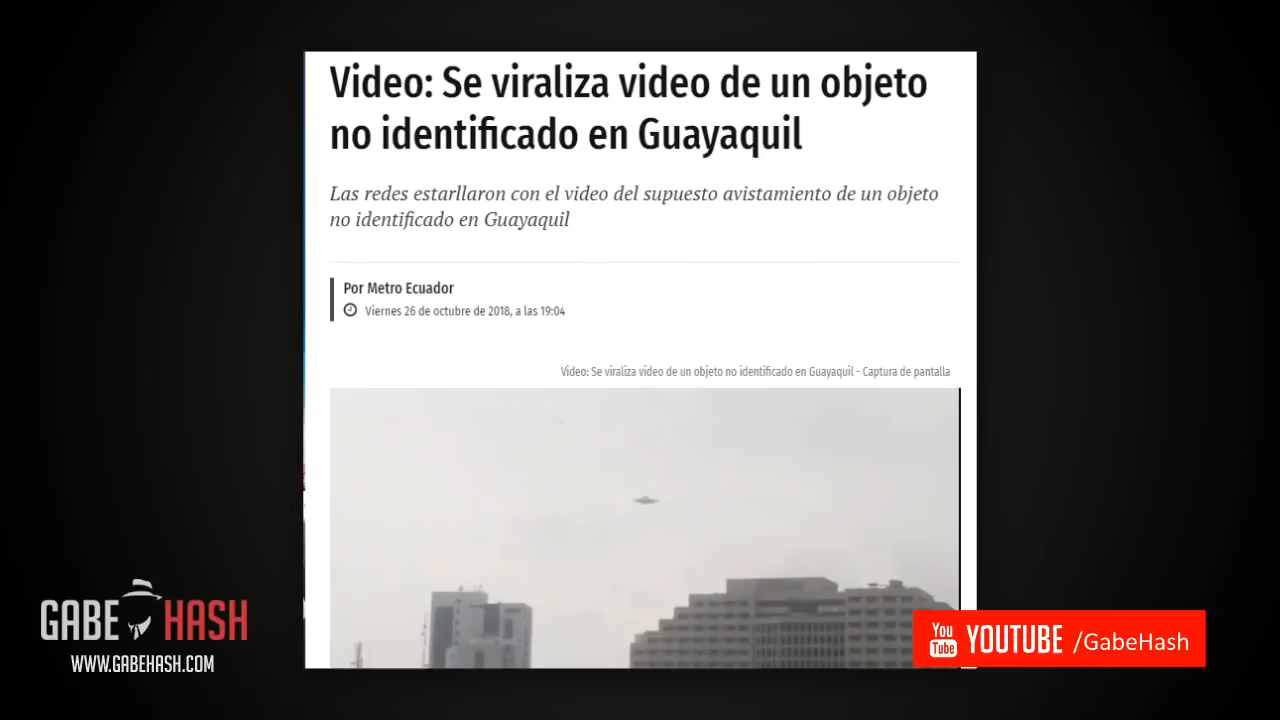 Video: Se viraliza video de un objeto
no identificado en Guayaquil
Las redes estarllaron con el video del supuesto avistamiento de un objeto
no identificado en Guayaquil
Por Metro Ecuador
Viernes 26 de octubre de 2018, a las 19:04
Video: Se viraliza video de un objeto no identificado en Guayaquil - Captura de pantalla
GABE HASH
WWW.GABEHASH.COM
You Tube YOUTUBE /GabeHash